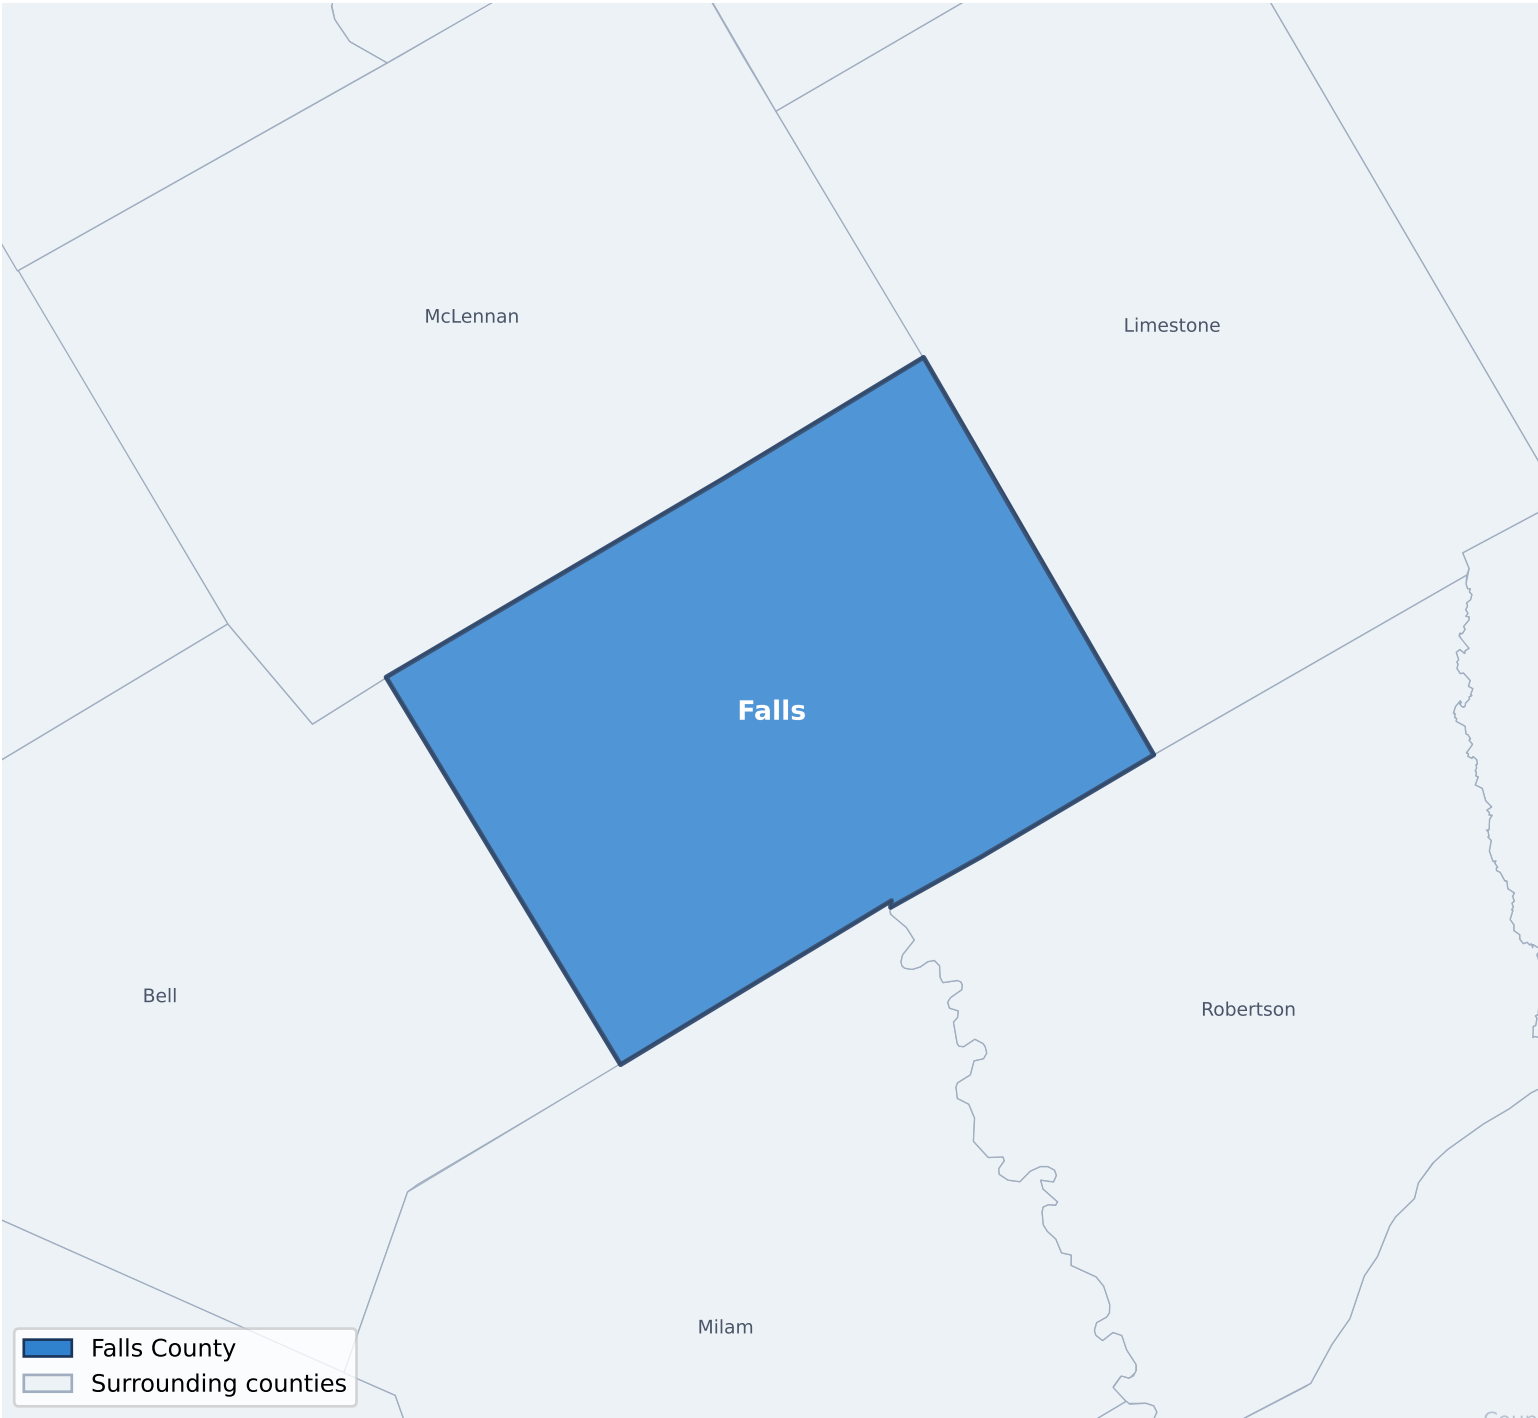 McLennan
Limestone
Falls
Bell
Robertson
Milam
Falls County
Surrounding counties